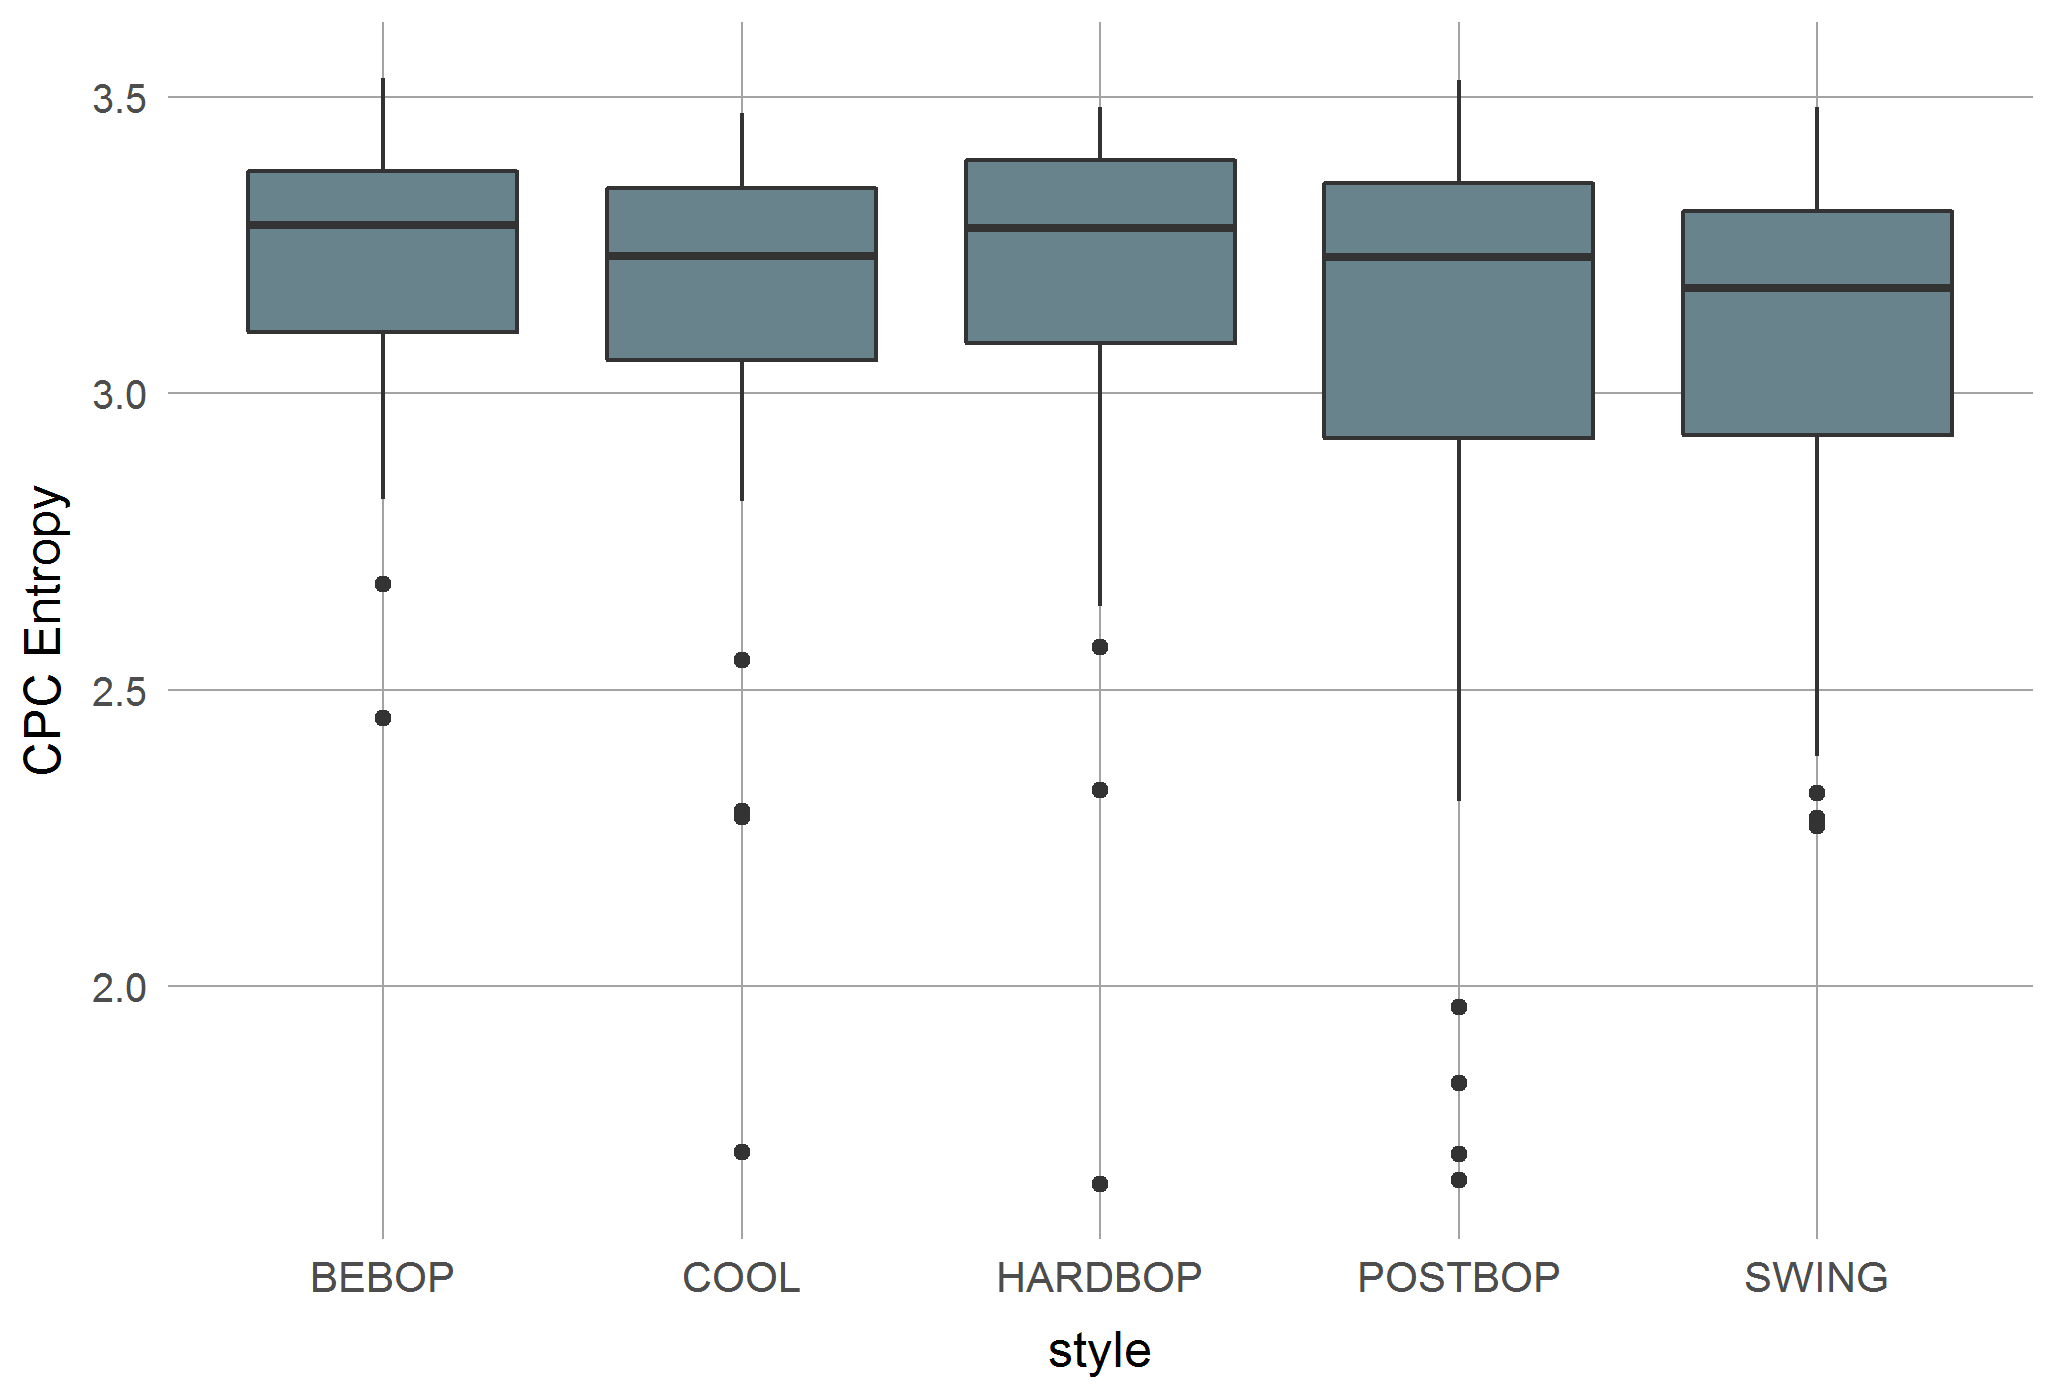 CPC Entropy
3.5
3.0
2.5
2.0
BEBOP COOL HARDBOP POSTBOP SWING
style